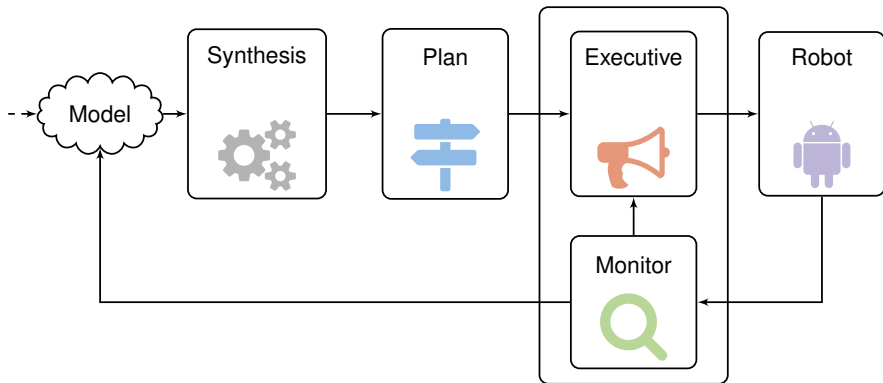 Model
Synthesis
Plan
Executive
Robot
Monitor